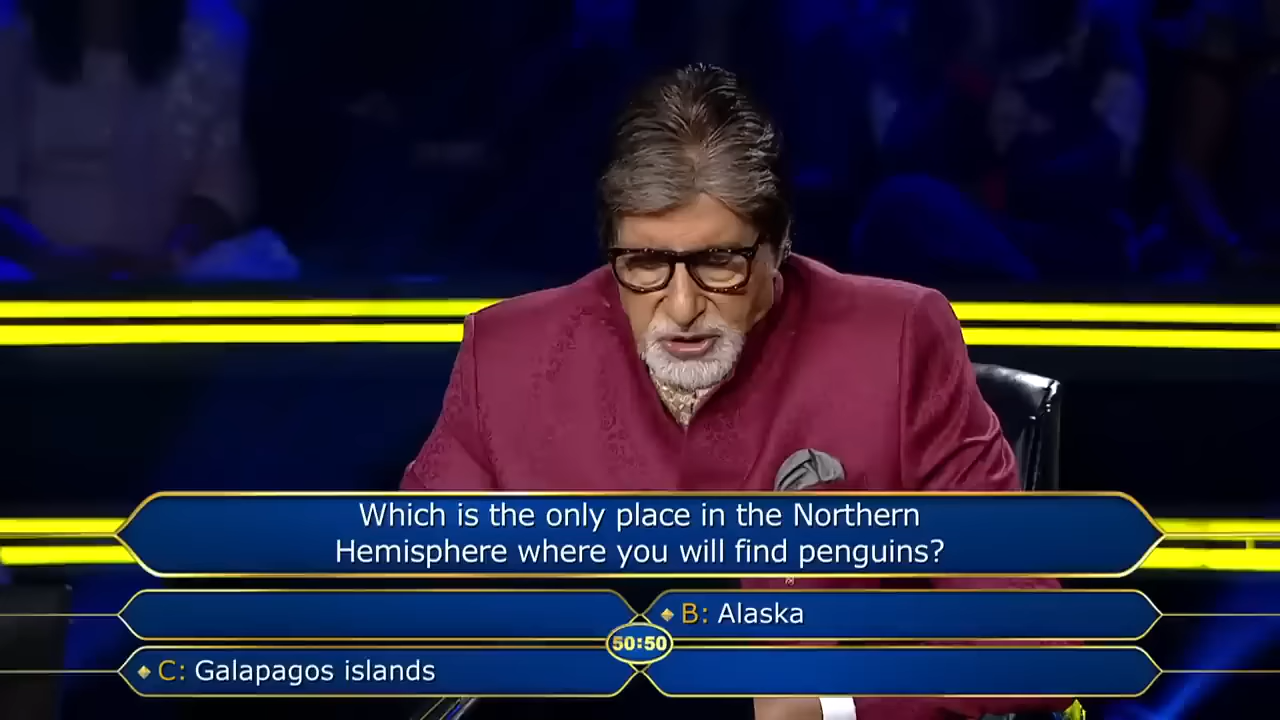 Which is the only place in the Northern
Hemisphere where you will find penguins?
B: Alaska
50:50
C: Galapagos islands